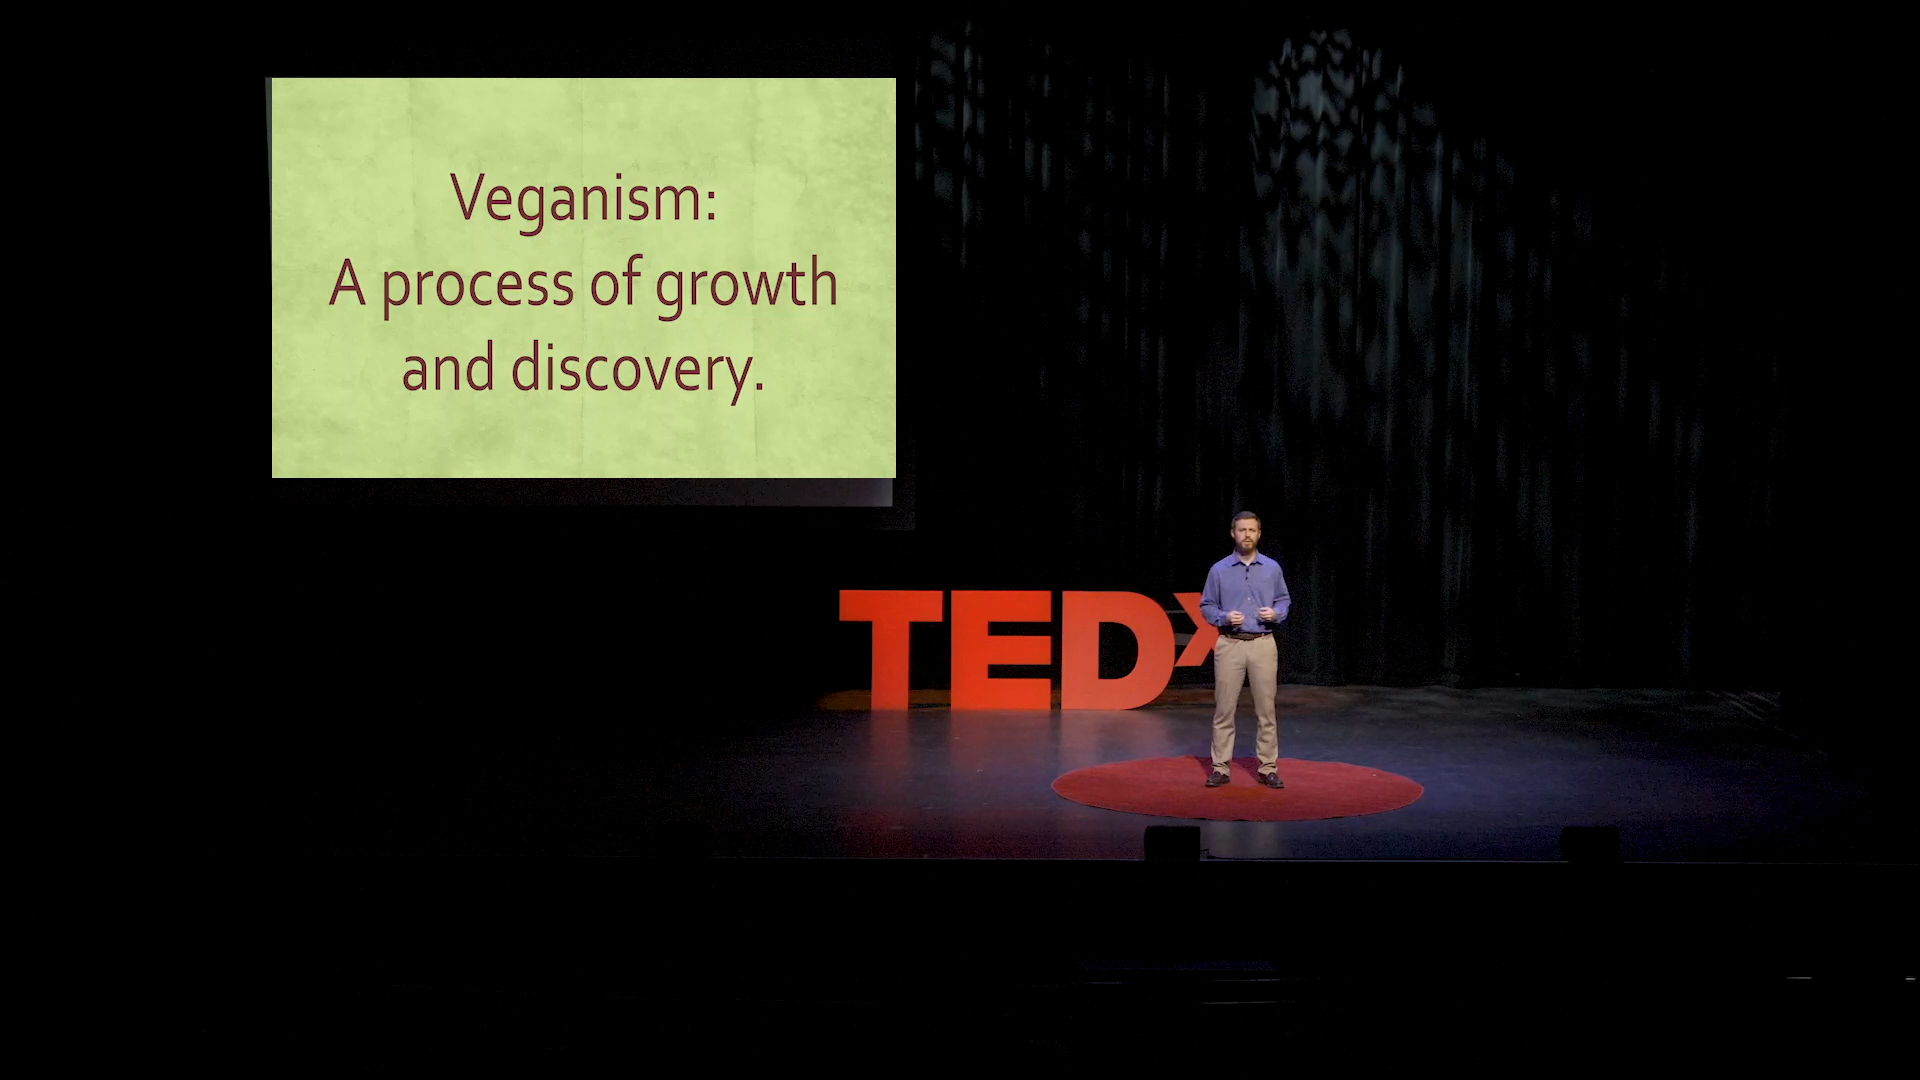 Veganism:
A process of growth
and discovery.
TEDx